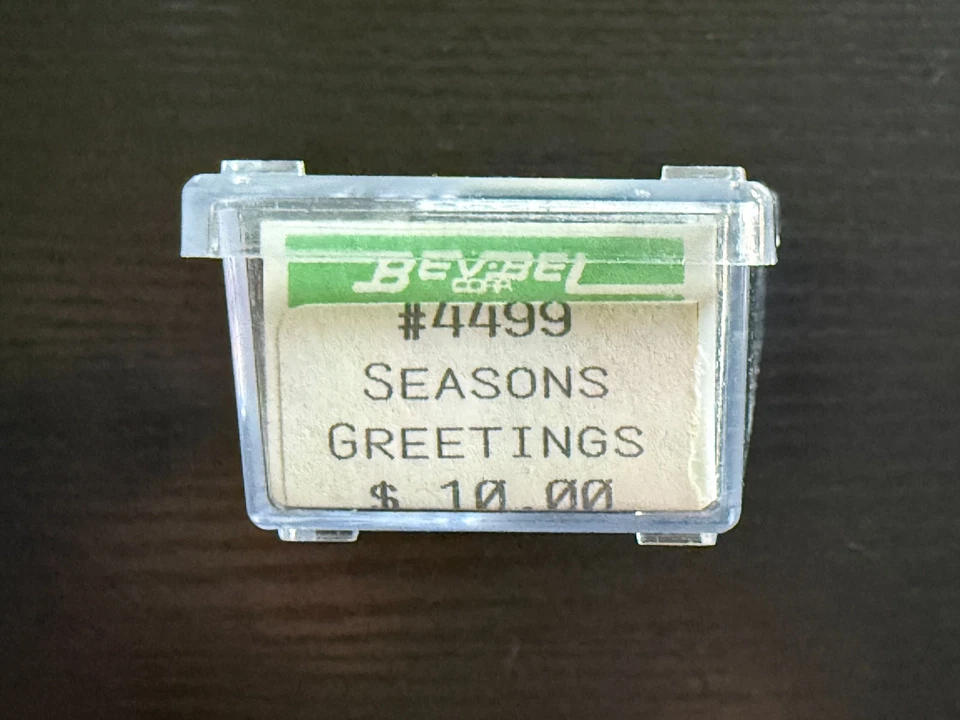 BEV·BEL
CORP
#4499
SEASONS
GREETINGS
$ 10.00